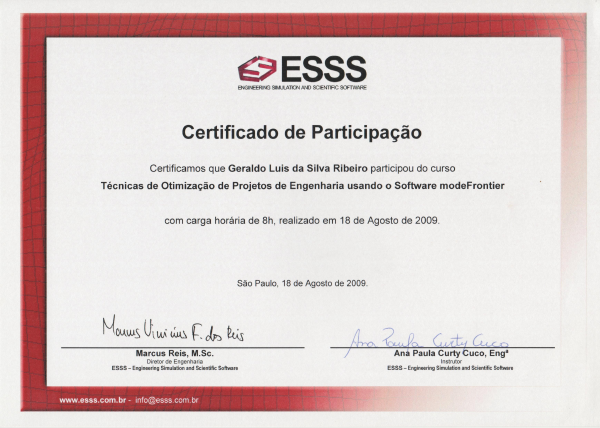 ESSS
ENGINEERING SIMULATION AND SCIENTIFIC SOFTWARE
Certificado de Participação
Certificamos que Geraldo Luis da Silva Ribeiro participou do curso
Técnicas de Otimização de Projetos de Engenharia usando o Software modeFrontier
com carga horária de 8h, realizado em 18 de Agosto de 2009.
São Paulo, 18 de Agosto de 2009.
Marcus Vinicius F. dos Reis
Ana Paula Curty Cuco
Marcus Reis, M.Sc.
Diretor de Engenharia
ESSS – Engineering Simulation and Scientific Software
Ana Paula Curty Cuco, Engª
Instrutor
ESSS – Engineering Simulation and Scientific Software
www.esss.com.br - info@esss.com.br